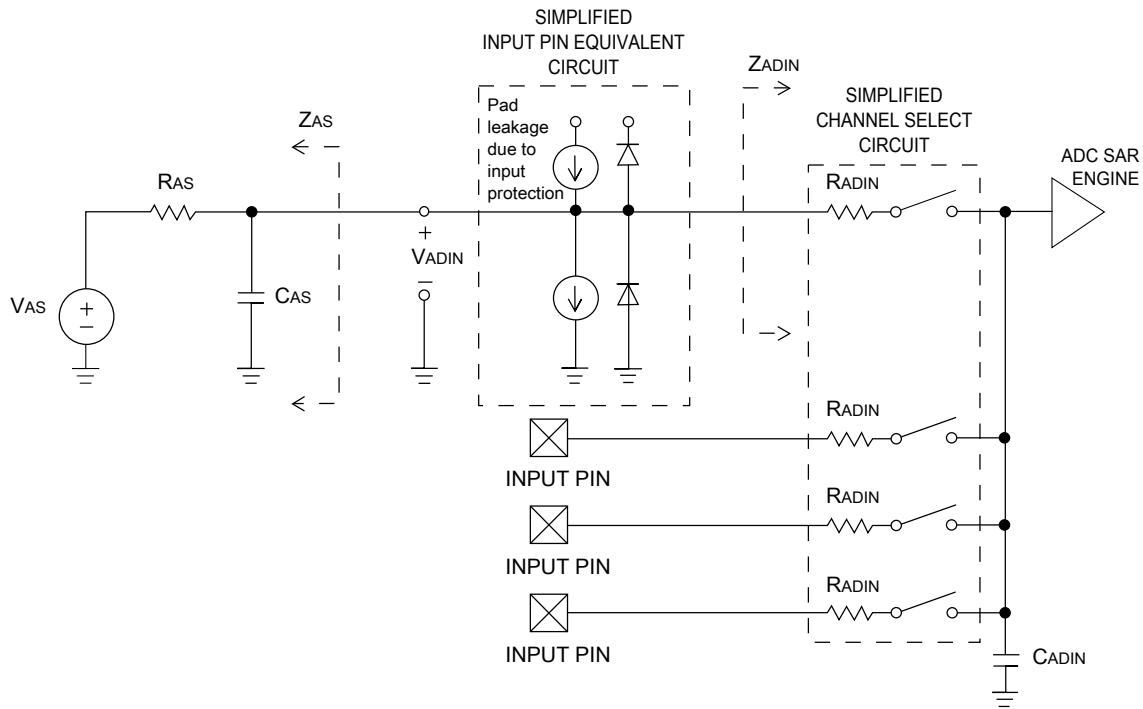 SIMPLIFIED
INPUT PIN EQUIVALENT
CIRCUIT
ZADIN
Pad
leakage
due to
input
protection
SIMPLIFIED
CHANNEL SELECT
CIRCUIT
ZAS
ADC SAR
ENGINE
RAS
RADIN
+
VADIN
−
VAS
+
−
CAS
RADIN
INPUT PIN
RADIN
INPUT PIN
RADIN
INPUT PIN
CADIN